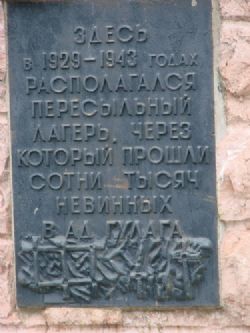 ЗДЕСЬ
В 1929-1943 ГОДАХ
РАСПОЛАГАЛСЯ
ПЕРЕСЫЛЬНЫЙ
ЛАГЕРЬ, ЧЕРЕЗ
КОТОРЫЙ ПРОШЛИ
СОТНИ ТЫСЯЧ
НЕВИННЫХ
В АД ГУЛАГА